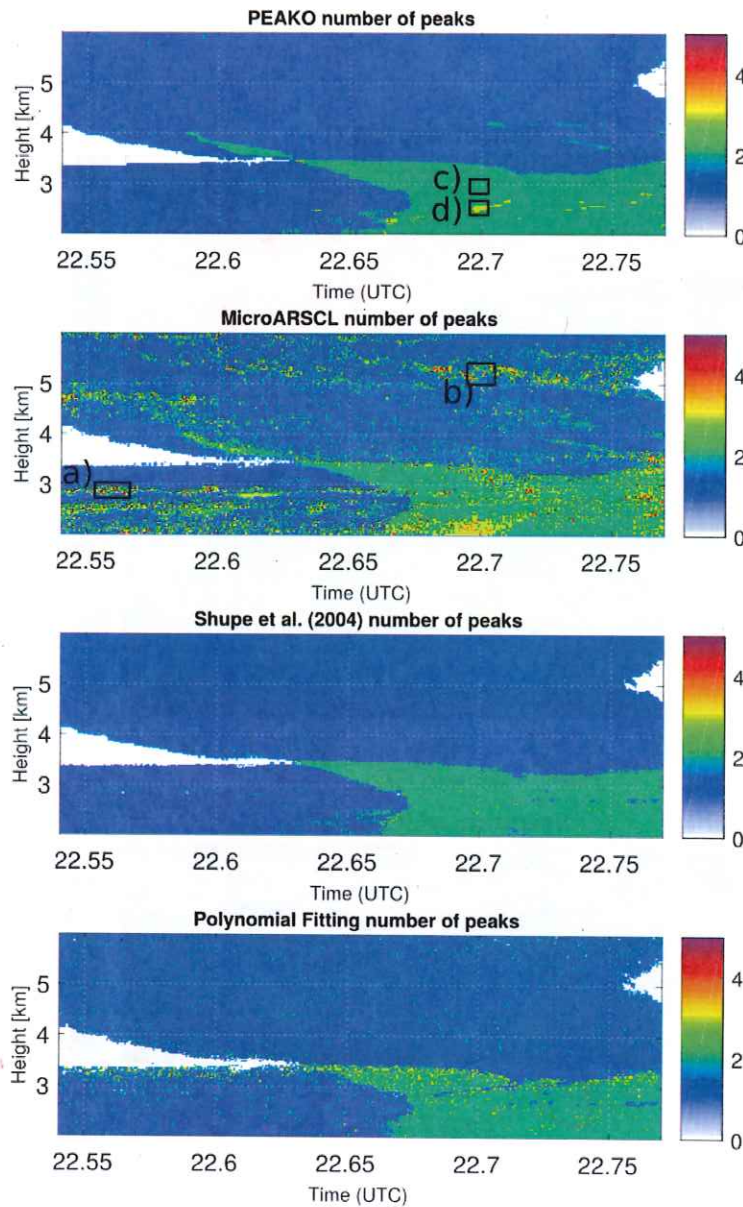 PEAKO number of peaks
Height [km]
5
4
3
c)
d)
4
2
0
22.55 22.6 22.65 22.7 22.75
Time (UTC)
MicroARSCL number of peaks
Height [km]
5
4
3
b)
a)
4
2
0
22.55 22.6 22.65 22.7 22.75
Time (UTC)
Shupe et al. (2004) number of peaks
Height [km]
5
4
3
4
2
0
22.55 22.6 22.65 22.7 22.75
Time (UTC)
Polynomial Fitting number of peaks
Height [km]
5
4
3
4
2
0
22.55 22.6 22.65 22.7 22.75
Time (UTC)